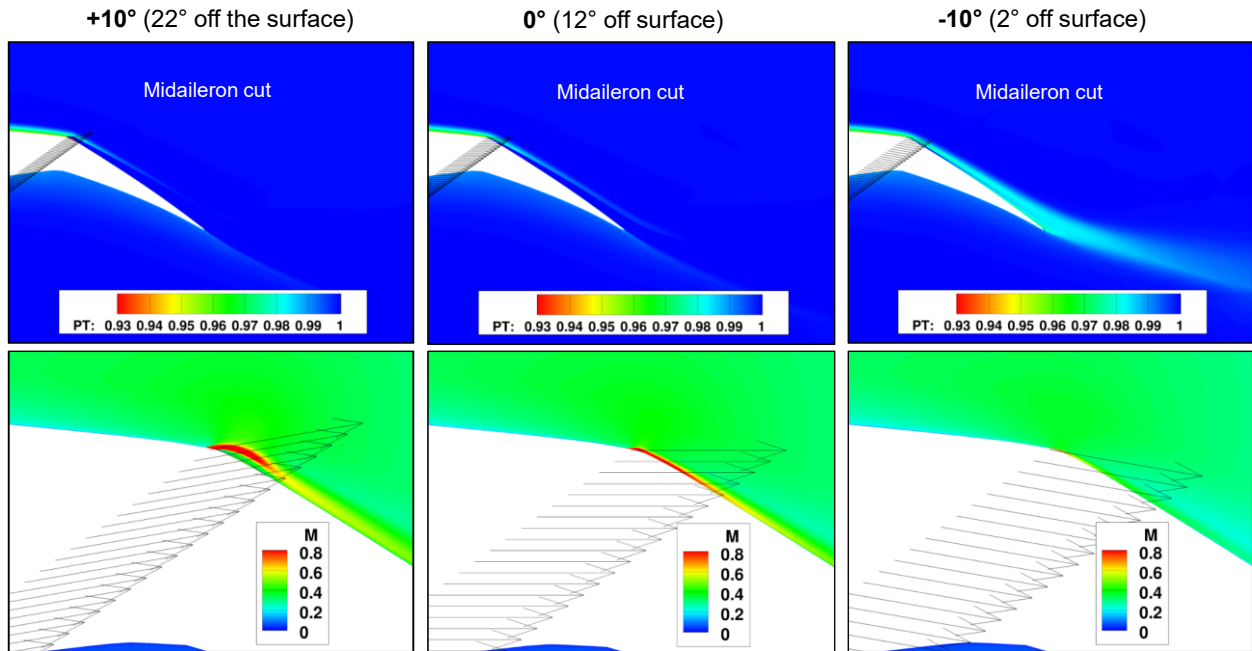 +10° (22° off the surface)
0° (12° off surface)
-10° (2° off surface)
Midaileron cut
Midaileron cut
Midaileron cut
PT: 0.93 0.94 0.95 0.96 0.97 0.98 0.99 1
PT: 0.93 0.94 0.95 0.96 0.97 0.98 0.99 1
PT: 0.93 0.94 0.95 0.96 0.97 0.98 0.99 1
M
0.8
0.6
0.4
0.2
0
M
0.8
0.6
0.4
0.2
0
M
0.8
0.6
0.4
0.2
0